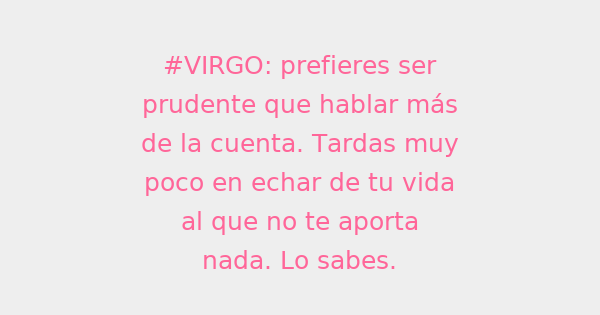 #VIRGO: prefieres ser
prudente que hablar más
de la cuenta. Tardas muy
poco en echar de tu vida
al que no te aporta
nada. Lo sabes.